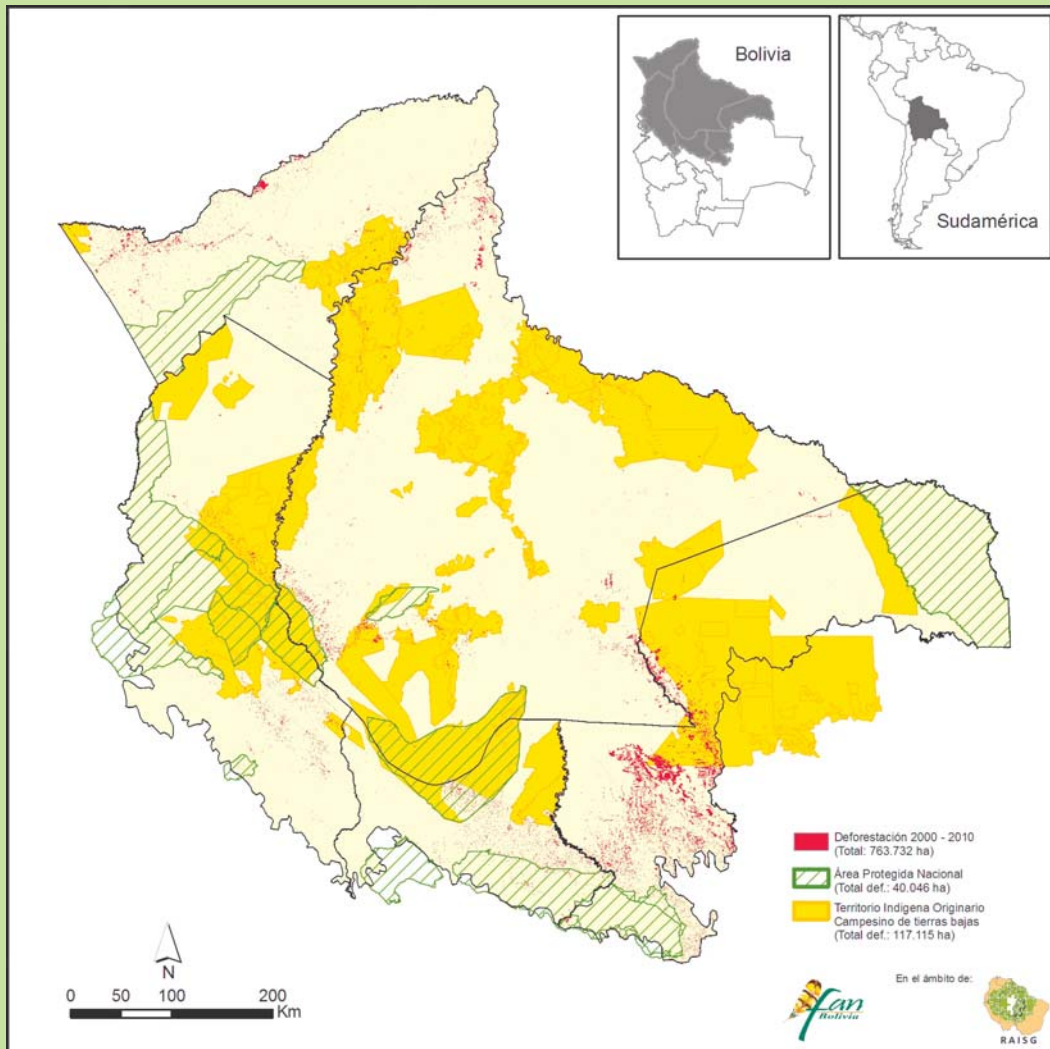 Bolivia
Sudamérica
Deforestación 2000 - 2010
(Total: 763.732 ha)
Área Protegida Nacional
(Total def.: 40.046 ha)
Territorio Indígena Originario
Campesino de tierras bajas
(Total def.: 117.115 ha)
N
0 50 100 200
Km
fan
Bolivia
En el ámbito de:
RAISG